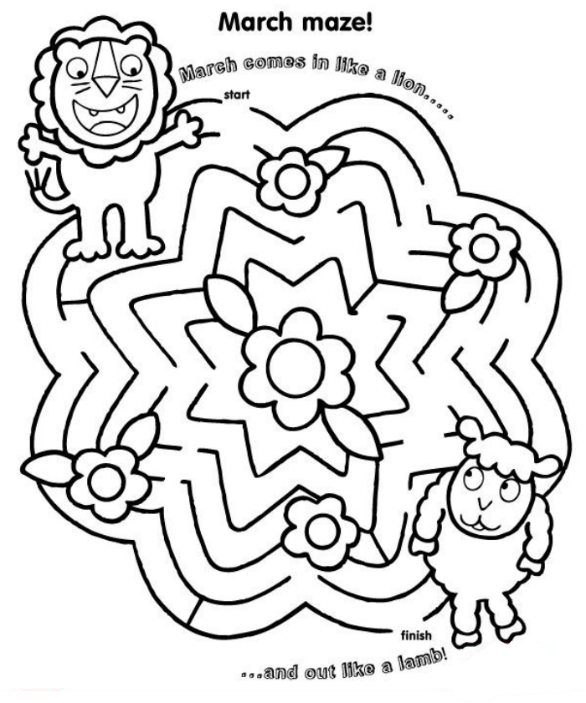 March maze!
March comes in like a lion.....
start
finish
...and out like a lamb!